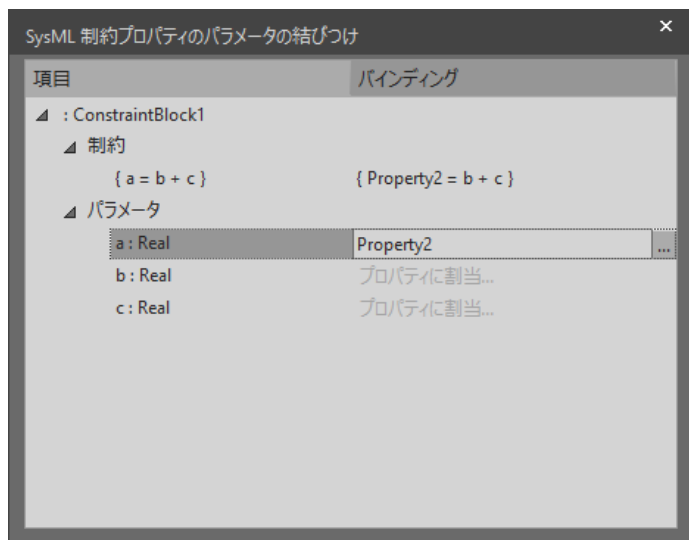 SysML 制約プロパティのパラメータの結びつけ
項目 バインディング
: ConstraintBlock1
制約
{ a = b + c } { Property2 = b + c }
パラメータ
a : Real Property2 ...
b : Real プロパティに割当...
c : Real プロパティに割当...